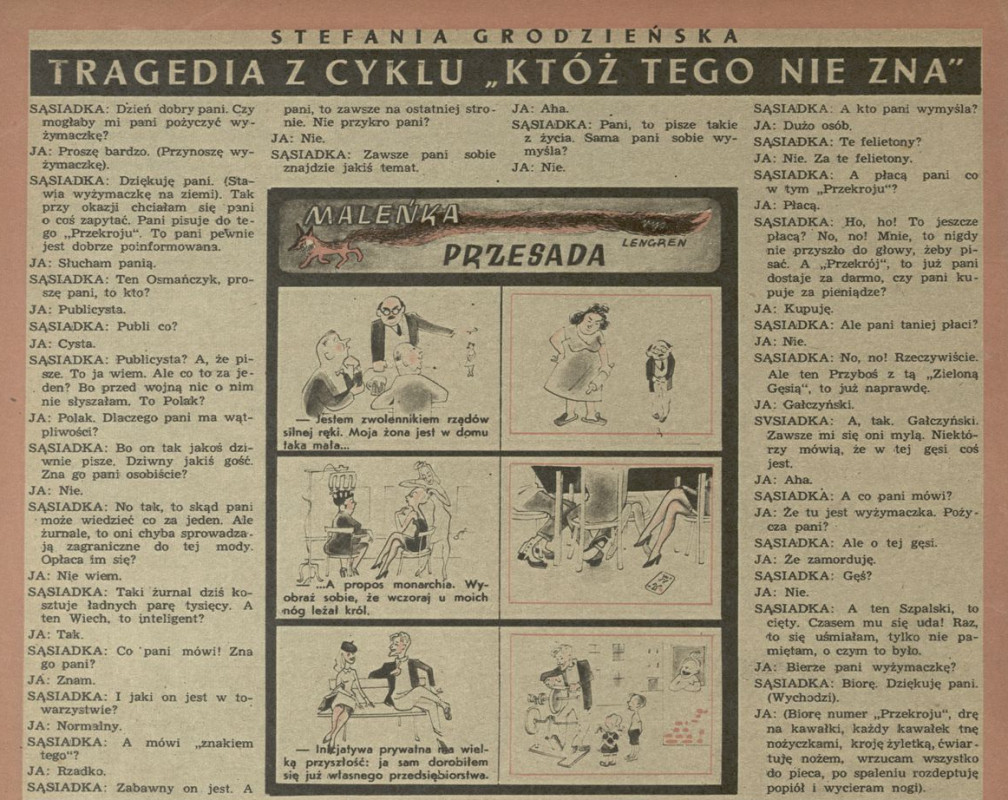 STEFANIA GRODZIEŃSKA
TRAGEDIA Z CYKLU „KTÓŻ TEGO NIE ZNA”
SĄSIADKA: Dzień dobry pani. Czy
mogłaby mi pani pożyczyć wy-
żymaczkę?
JA: Proszę bardzo. (Przynoszę wy-
żymaczkę).
SĄSIADKA: Dziękuję pani. (Sta-
wia wyżymaczkę na ziemi). Tak
przy okazji chciałam się pani
o coś zapytać. Pani pisuje do te-
go „Przekroju“. To pani pewnie
jest dobrze poinformowana.
JA: Słucham panią.
SĄSIADKA: Ten Osmańczyk, pro-
szę pani, to kto?
JA: Publicysta.
SĄSIADKA: Publi co?
JA: Cysta.
SĄSIADKA: Publicysta? A, że pi-
sze. To ja wiem. Ale co to za je-
den? Bo przed wojną nic o nim
nie słyszałam. To Polak?
JA: Polak. Dlaczego pani ma wąt-
pliwości?
SĄSIADKA: Bo on tak jakoś dzi-
wnie pisze. Dziwny jakiś gość.
Zna go pani osobiście?
JA: Nie.
SĄSIADKA: No tak, to skąd pani
może wiedzieć co za jeden. Ale
żurnale, to oni chyba sprowadza-
ją zagraniczne do tej mody.
Opłaca im się?
JA: Nie wiem.
SĄSIADKA: Taki żurnal dziś ko-
sztuje ładnych parę tysięcy. A
ten Wiech, to inteligent?
JA: Tak.
SĄSIADKA: Co pani mówi! Zna
go pani?
JA: Znam.
SĄSIADKA: I jaki on jest w to-
warzystwie?
JA: Normalny.
SĄSIADKA: A mówi „znakiem
tego“?
JA: Rzadko.
SĄSIADKA: Zabawny on jest. A
pani, to zawsze na ostatniej stro-
nie. Nie przykro pani?
JA: Nie.
SĄSIADKA: Zawsze pani sobie
znajdzie jakiś temat.
JA: Aha.
SĄSIADKA: Pani, to pisze takie
z życia. Sama pani sobie wy-
myśla?
JA: Nie.
MALEŃKA
PRZESADA
LENGREN
— Jestem zwolennikiem rządów
silnej ręki. Moja żona jest w domu
taka mała...
— ...A propos monarchia. Wy-
obraź sobie, że wczoraj u moich
nóg leżał król.
— Inicjatywa prywatna ma wiel-
ką przyszłość: ja sam dorobiłem
się już własnego przedsiębiorstwa.
SĄSIADKA: A kto pani wymyśla?
JA: Dużo osób.
SĄSIADKA: Te felietony?
JA: Nie. Za te felietony.
SĄSIADKA: A płacą pani co
w tym „Przekroju“?
JA: Płacą.
SĄSIADKA: Ho, ho! To jeszcze
płacą? No, no! Mnie, to nigdy
nie przyszło do głowy, żeby pi-
sać. A „Przekrój“, to już pani
dostaje za darmo, czy pani ku-
puje za pieniądze?
JA: Kupuję.
SĄSIADKA: Ale pani taniej płaci?
JA: Nie.
SĄSIADKA: No, no! Rzeczywiście.
Ale ten Przyboś z tą „Zieloną
Gęsią“, to już naprawdę.
JA: Gałczyński.
SVSIADKA: A, tak. Gałczyński.
Zawsze mi się oni mylą. Niektó-
rzy mówią, że w tej gęsi coś
jest.
JA: Aha.
SĄSIADKA: A co pani mówi?
JA: Że tu jest wyżymaczka. Poży-
cza pani?
SĄSIADKA: Ale o tej gęsi.
JA: Że zamorduję.
SĄSIADKA: Gęś?
JA: Nie.
SĄSIADKA: A ten Szpalski, to
cięty. Czasem mu się uda! Raz,
to się uśmiałam, tylko nie pa-
miętam, o czym to było.
JA: Bierze pani wyżymaczkę?
SĄSIADKA: Biorę. Dziękuję pani.
(Wychodzi).
JA: (Biorę numer „Przekroju“, drę
na kawałki, każdy kawałek tnę
nożyczkami, kroję żyletką, ćwiar-
tuję nożem, wrzucam wszystko
do pieca, po spaleniu rozdeptuję
popiół i wycieram nogi).